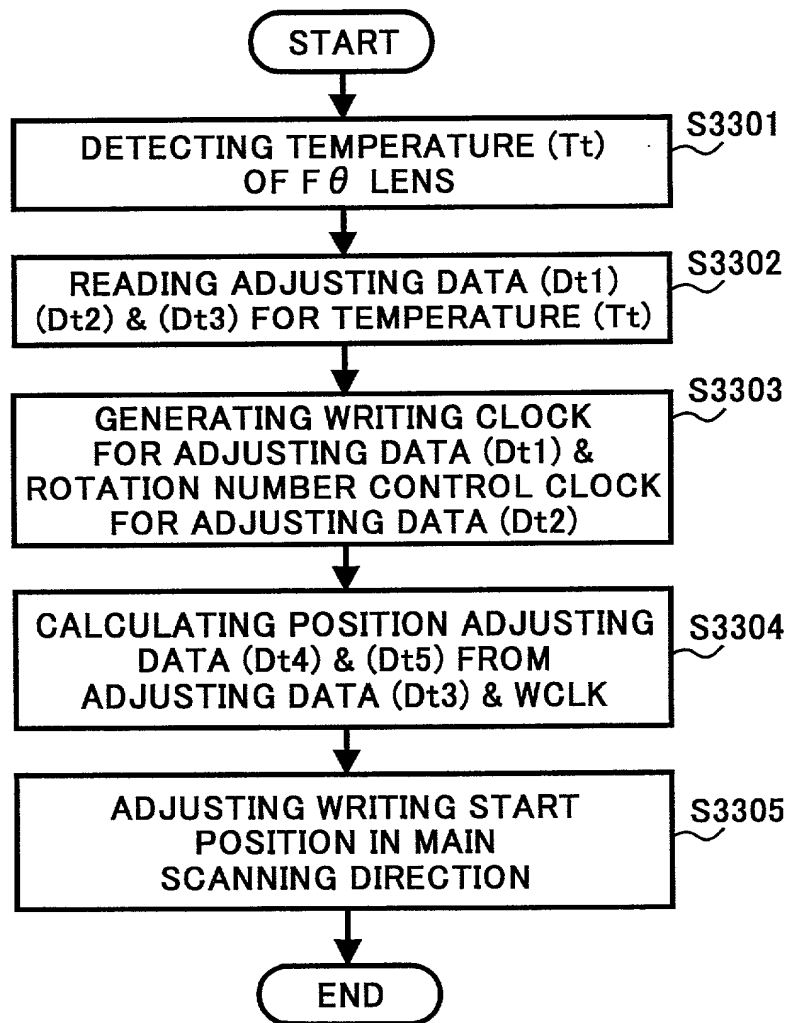 START
S3301
DETECTING TEMPERATURE (Tt)
OF Fθ LENS
S3302
READING ADJUSTING DATA (Dt1)
(Dt2) & (Dt3) FOR TEMPERATURE (Tt)
S3303
GENERATING WRITING CLOCK
FOR ADJUSTING DATA (Dt1) &
ROTATION NUMBER CONTROL CLOCK
FOR ADJUSTING DATA (Dt2)
S3304
CALCULATING POSITION ADJUSTING
DATA (Dt4) & (Dt5) FROM
ADJUSTING DATA (Dt3) & WCLK
S3305
ADJUSTING WRITING START
POSITION IN MAIN
SCANNING DIRECTION
END